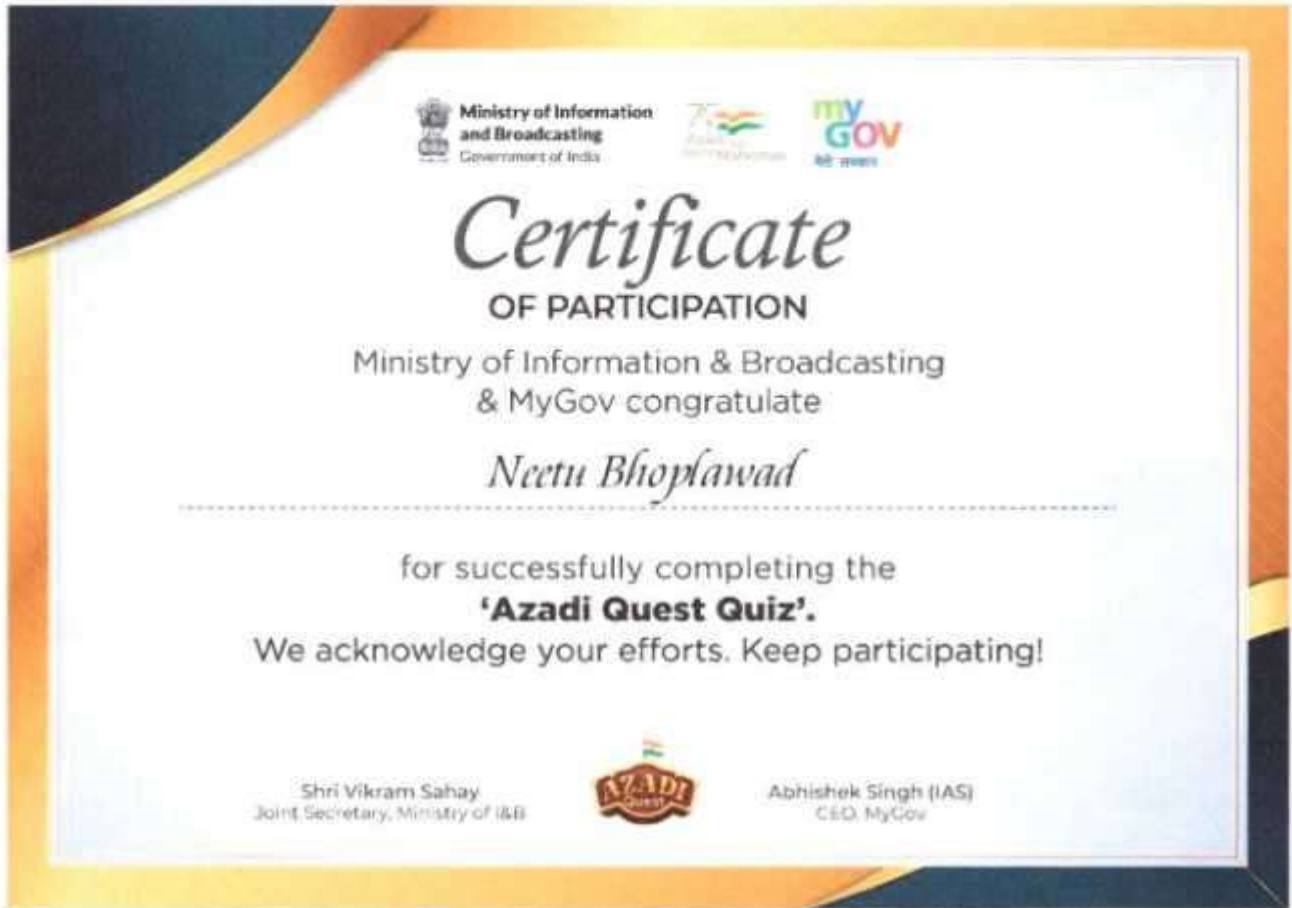 Ministry of Information
and Broadcasting
Government of India
my
GOV
Certificate
OF PARTICIPATION
Ministry of Information & Broadcasting
& MyGov congratulate
Neetu Bhoplawad
for successfully completing the
‘Azadi Quest Quiz’.
We acknowledge your efforts. Keep participating!
Shri Vikram Sahay
Joint Secretary, Ministry of I&B
AZADI
Quest
Abhishek Singh (IAS)
CEO, MyGov